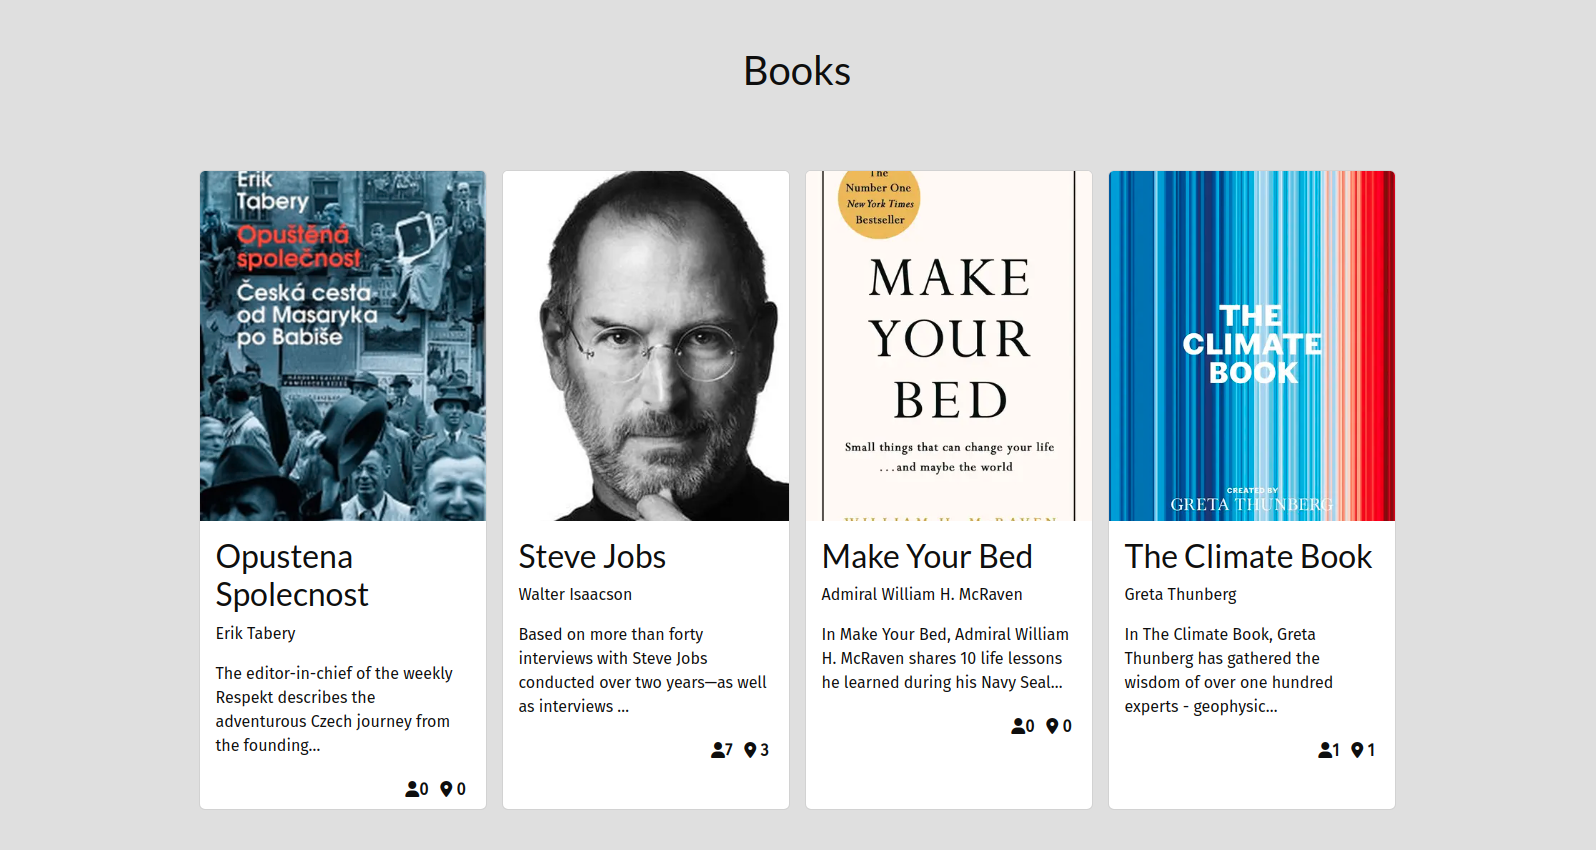 Books
Erik
Tabery
Opuštěná
společnost
Česká cesta
od Masaryka
po Babiše
Opustena
Spolecnost
Erik Tabery
The editor-in-chief of the weekly
Respekt describes the
adventurous Czech journey from
the founding...
0 0
Steve Jobs
Walter Isaacson
Based on more than forty
interviews with Steve Jobs
conducted over two years—as well
as interviews ...
7 3
The
Number One
New York Times
Bestseller
MAKE
YOUR
BED
Small things that can change your life
...and maybe the world
WILLIAM H. McRAVEN
Make Your Bed
Admiral William H. McRaven
In Make Your Bed, Admiral William
H. McRaven shares 10 life lessons
he learned during his Navy Seal...
0 0
THE
CLIMATE
BOOK
CREATED BY
GRETA THUNBERG
The Climate Book
Greta Thunberg
In The Climate Book, Greta
Thunberg has gathered the
wisdom of over one hundred
experts - geophysic...
1 1